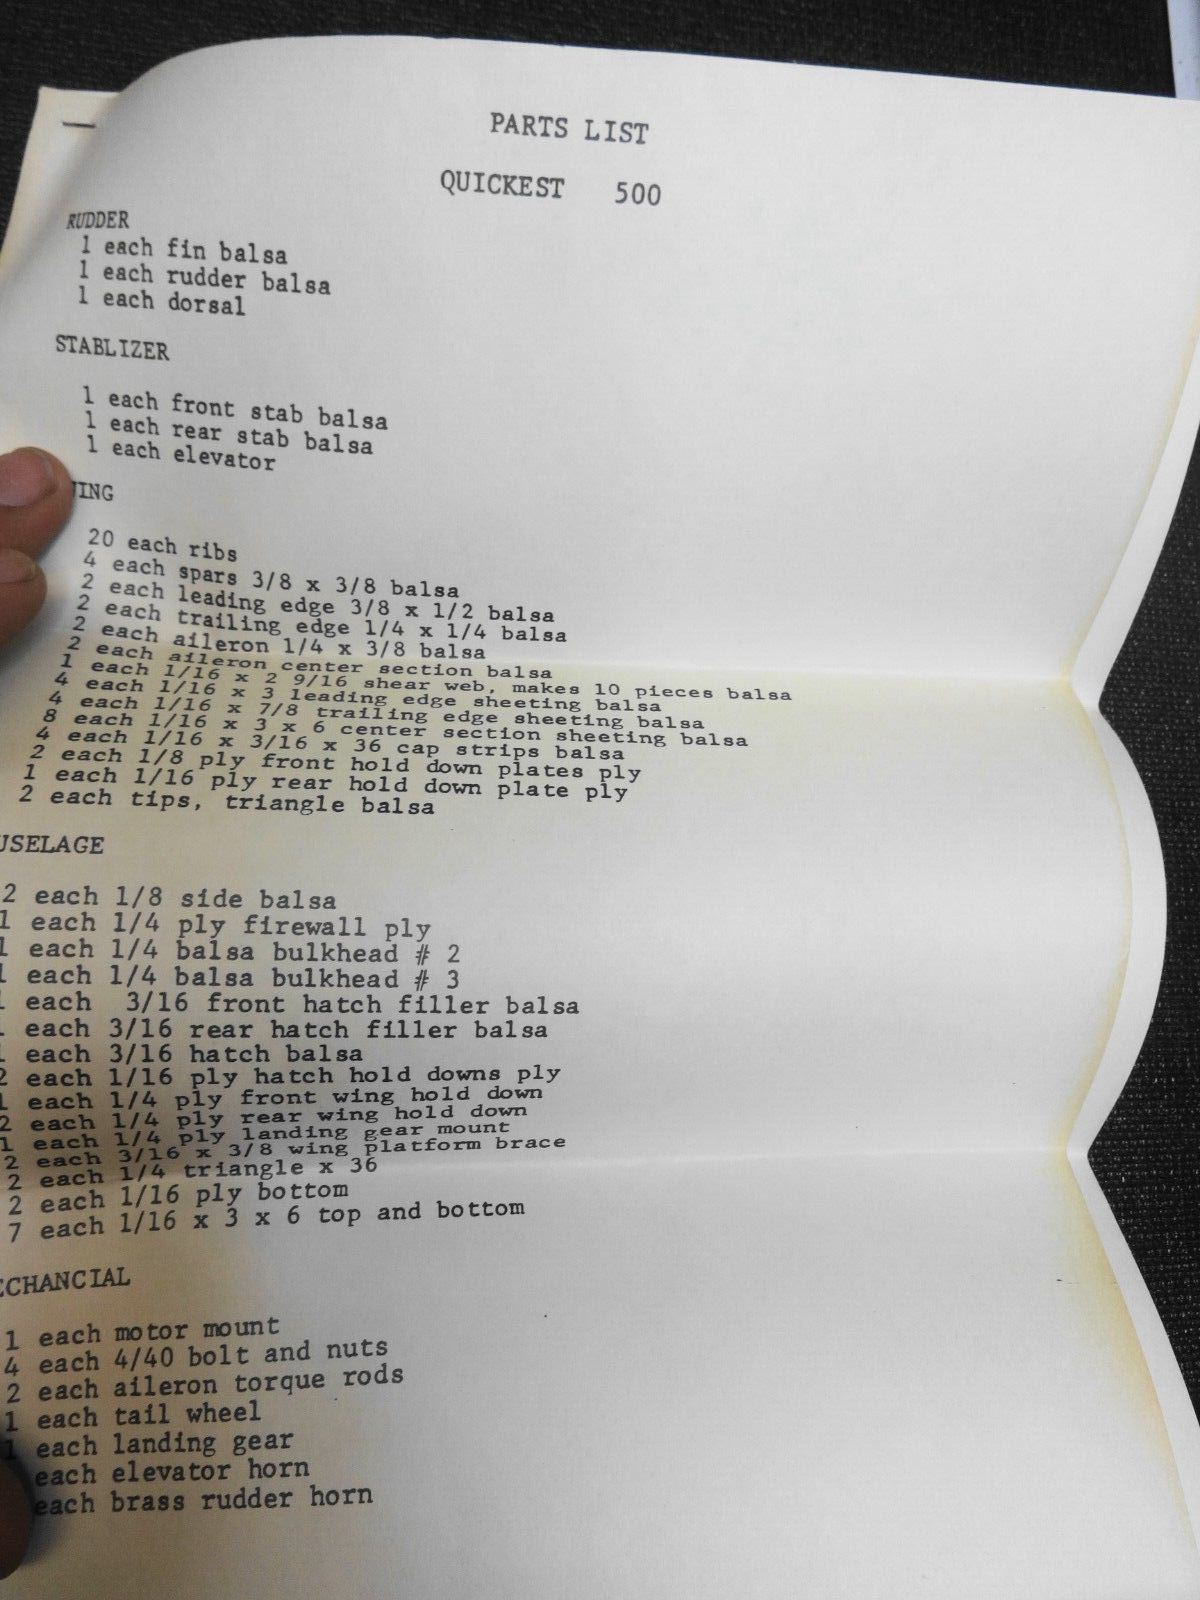 PARTS LIST
QUICKEST 500
RUDDER
1 each fin balsa
1 each rudder balsa
1 each dorsal
STABLIZER
1 each front stab balsa
1 each rear stab balsa
1 each elevator
ING
20 each ribs
4 each spars 3/8 x 3/8 balsa
2 each leading edge 3/8 x 1/2 balsa
2 each trailing edge 1/4 x 1/4 balsa
2 each aileron 1/4 x 3/8 balsa
2 each aileron center section balsa
1 each 1/16 x 2 9/16 shear web, makes 10 pieces balsa
4 each 1/16 x 3 leading edge sheeting balsa
4 each 1/16 x 7/8 trailing edge sheeting balsa
8 each 1/16 x 3 x 6 center section sheeting balsa
4 each 1/16 x 3/16 x 36 cap strips balsa
2 each 1/8 ply front hold down plates ply
1 each 1/16 ply rear hold down plate ply
2 each tips, triangle balsa
USELAGE
2 each 1/8 side balsa
1 each 1/4 ply firewall ply
1 each 1/4 balsa bulkhead # 2
1 each 1/4 balsa bulkhead # 3
1 each 3/16 front hatch filler balsa
1 each 3/16 rear hatch filler balsa
1 each 3/16 hatch balsa
2 each 1/16 ply hatch hold downs ply
1 each 1/4 ply front wing hold down
2 each 1/4 ply rear wing hold down
1 each 1/4 ply landing gear mount
2 each 3/16 x 3/8 wing platform brace
2 each 1/4 triangle x 36
2 each 1/16 ply bottom
7 each 1/16 x 3 x 6 top and bottom
ECHANCIAL
1 each motor mount
4 each 4/40 bolt and nuts
2 each aileron torque rods
1 each tail wheel
1 each landing gear
each elevator horn
each brass rudder horn